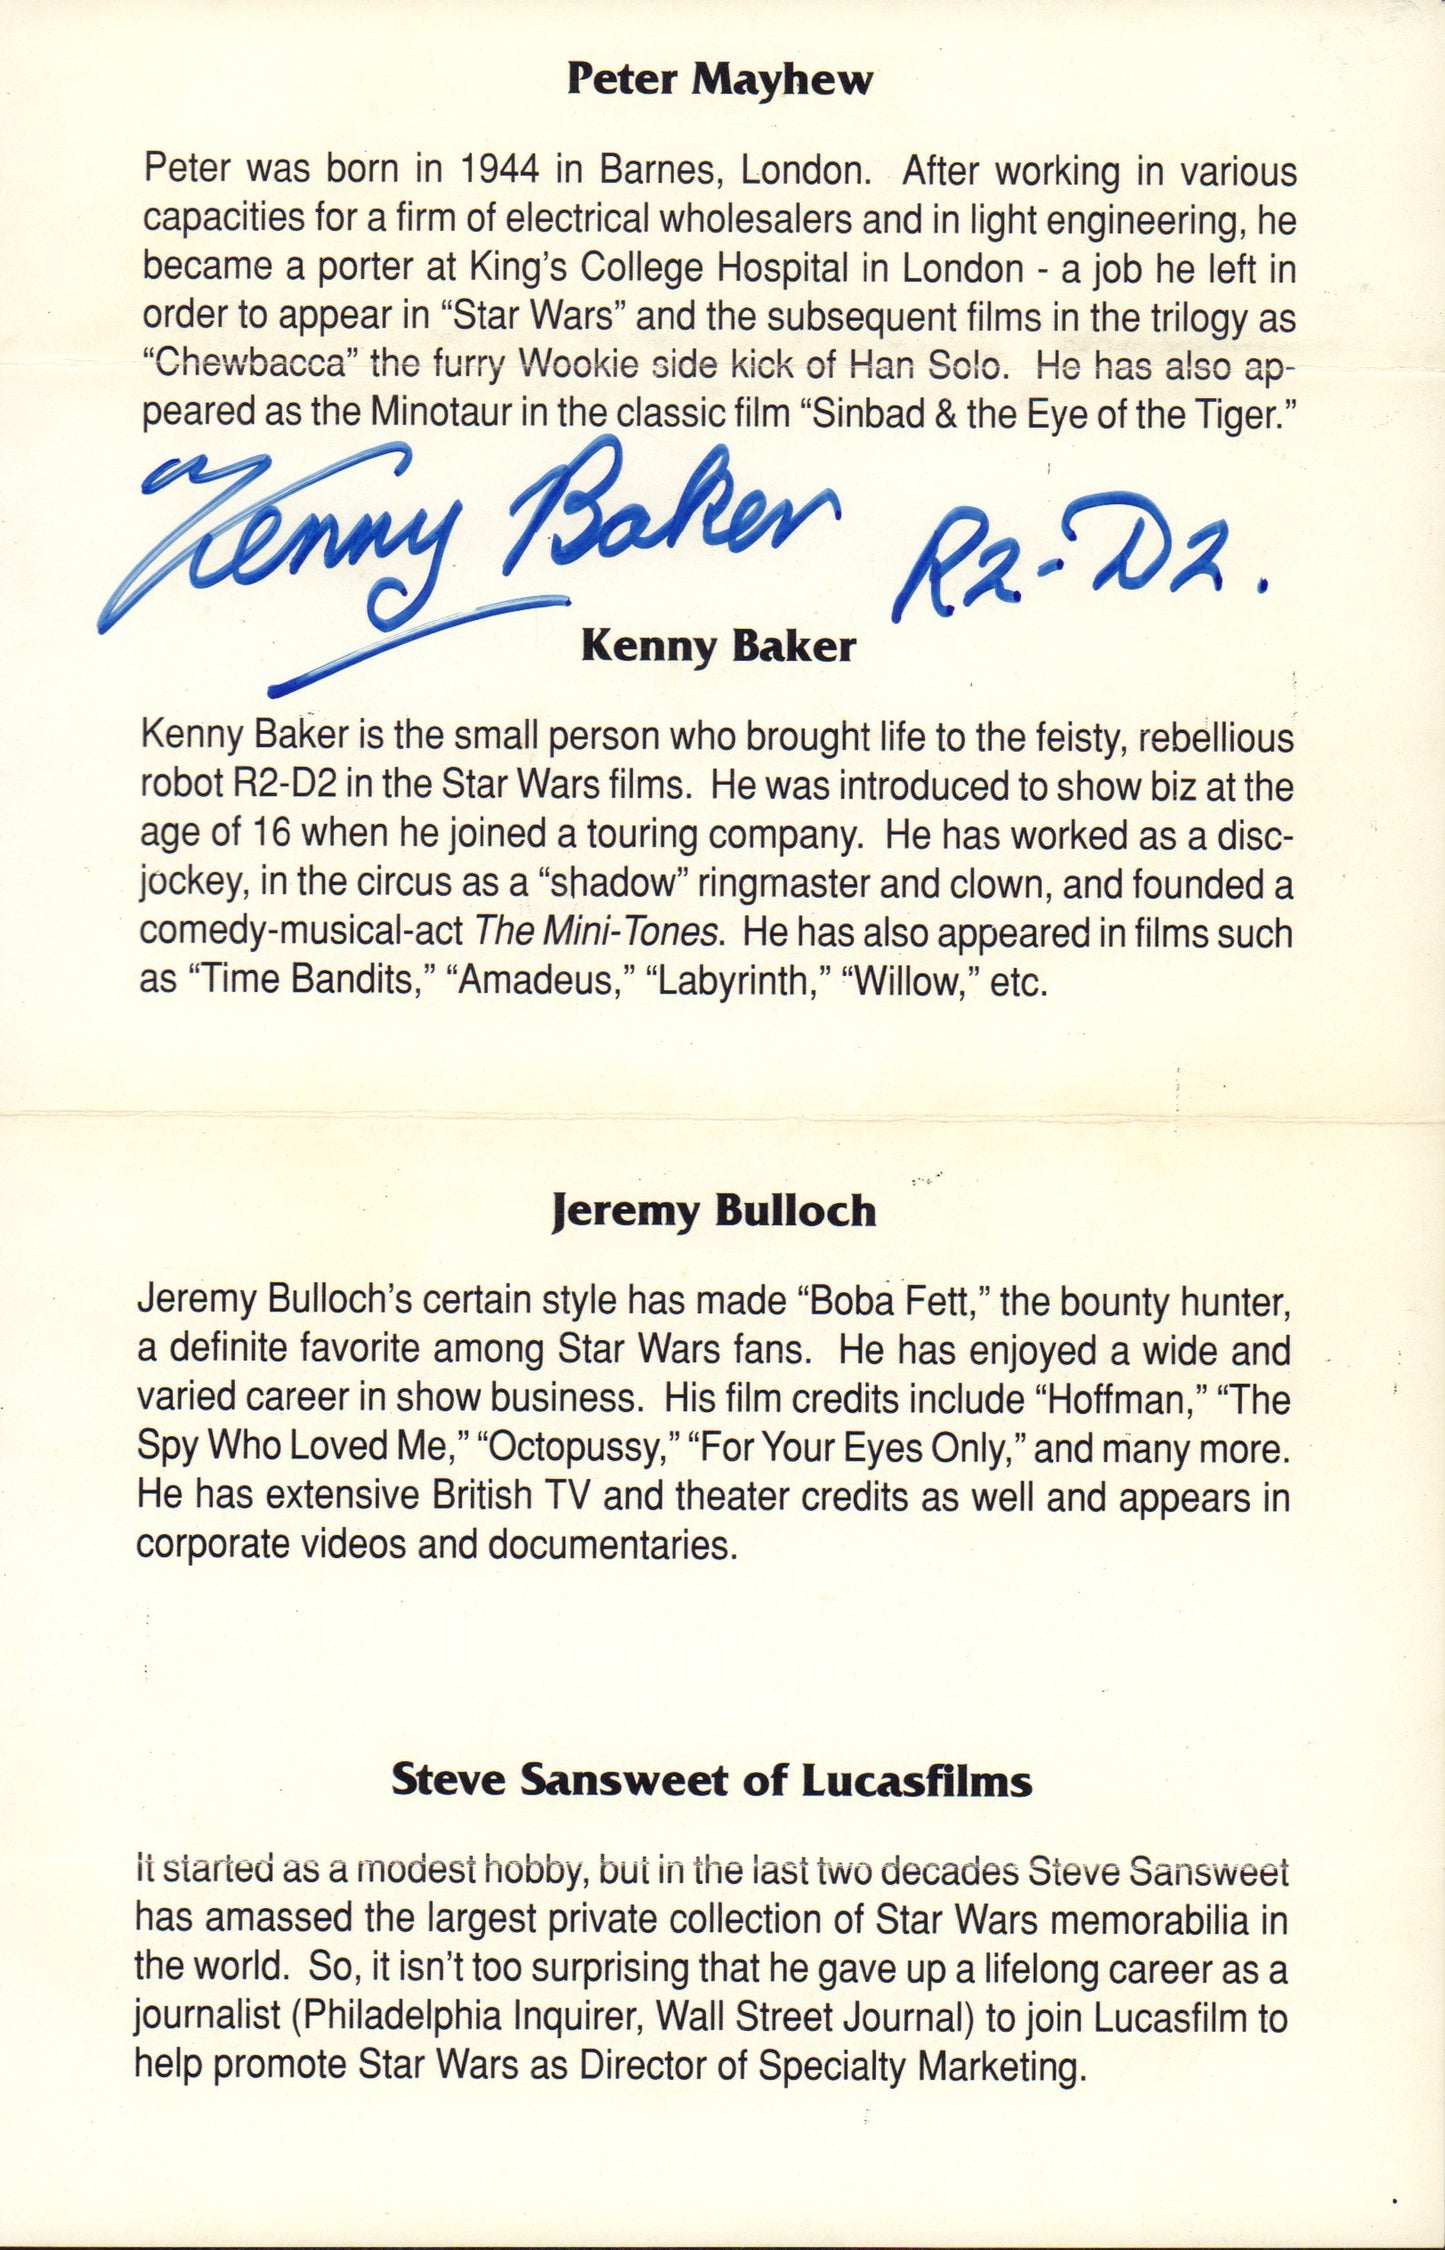 Peter Mayhew
Peter was born in 1944 in Barnes, London. After working in various
capacities for a firm of electrical wholesalers and in light engineering, he
became a porter at King's College Hospital in London - a job he left in
order to appear in “Star Wars” and the subsequent films in the trilogy as
“Chewbacca” the furry Wookie side kick of Han Solo. He has also ap-
peared as the Minotaur in the classic film “Sinbad & the Eye of the Tiger.”
Kenny Baker R2-D2.
Kenny Baker
Kenny Baker is the small person who brought life to the feisty, rebellious
robot R2-D2 in the Star Wars films. He was introduced to show biz at the
age of 16 when he joined a touring company. He has worked as a disc-
jockey, in the circus as a “shadow” ringmaster and clown, and founded a
comedy-musical-act The Mini-Tones. He has also appeared in films such
as “Time Bandits,” “Amadeus,” “Labyrinth,” “Willow,” etc.
Jeremy Bulloch
Jeremy Bulloch's certain style has made “Boba Fett,” the bounty hunter,
a definite favorite among Star Wars fans. He has enjoyed a wide and
varied career in show business. His film credits include “Hoffman,” “The
Spy Who Loved Me,” “Octopussy,” “For Your Eyes Only,” and many more.
He has extensive British TV and theater credits as well and appears in
corporate videos and documentaries.
Steve Sansweet of Lucasfilms
It started as a modest hobby, but in the last two decades Steve Sansweet
has amassed the largest private collection of Star Wars memorabilia in
the world. So, it isn't too surprising that he gave up a lifelong career as a
journalist (Philadelphia Inquirer, Wall Street Journal) to join Lucasfilm to
help promote Star Wars as Director of Specialty Marketing.